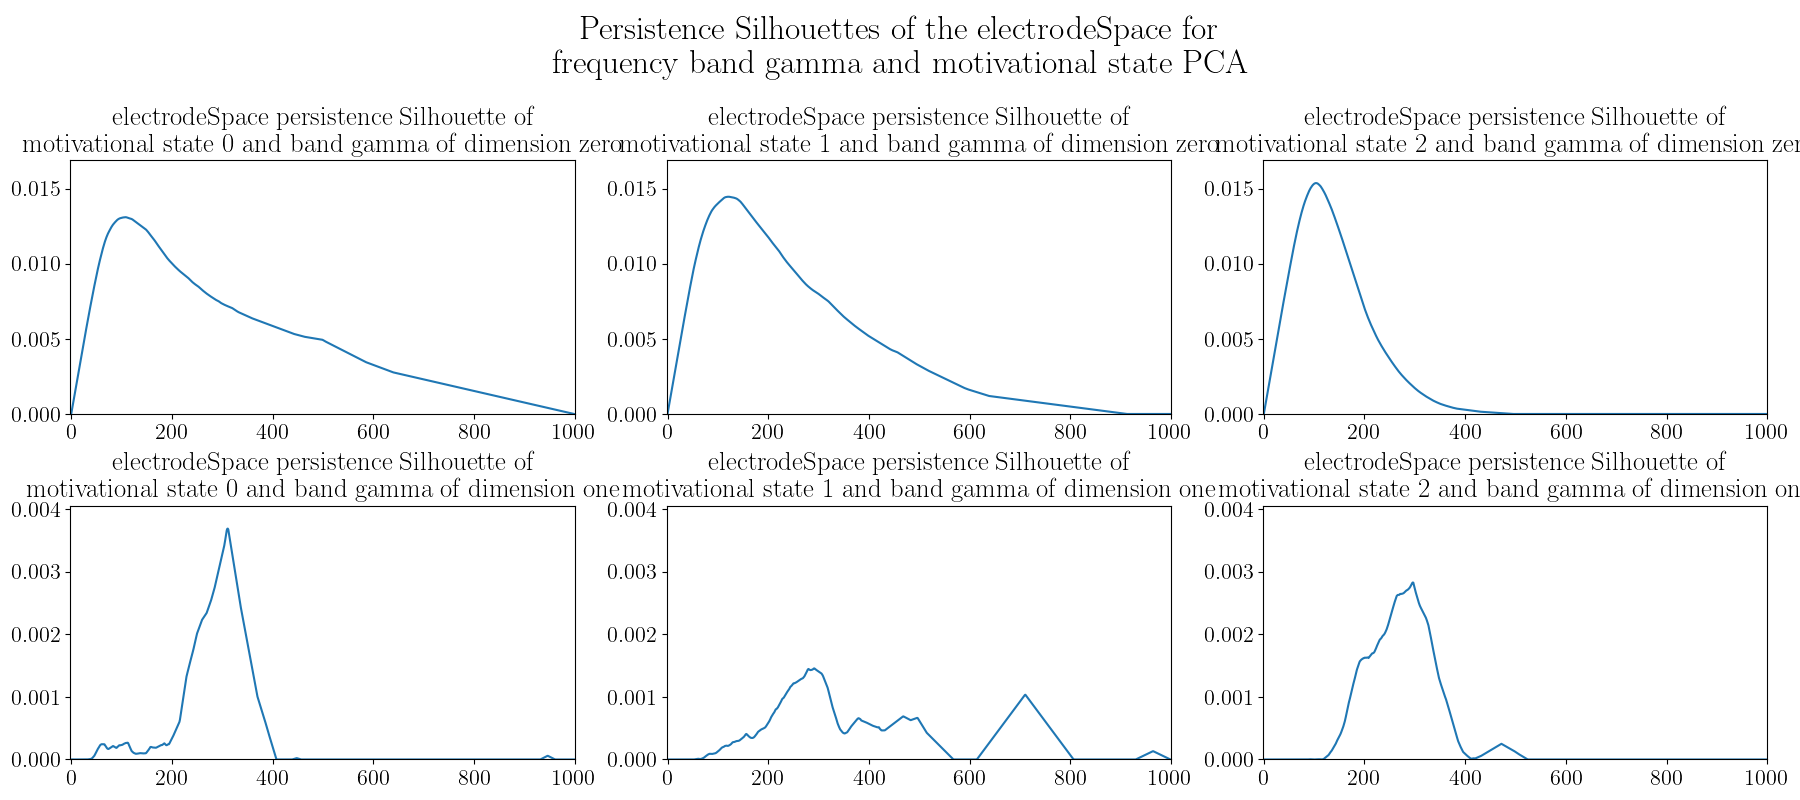 Persistence Silhouettes of the electrodeSpace for
frequency band gamma and motivational state PCA
electrodeSpace persistence Silhouette of
motivational state 0 and band gamma of dimension zero
electrodeSpace persistence Silhouette of
motivational state 1 and band gamma of dimension zero
electrodeSpace persistence Silhouette of
motivational state 2 and band gamma of dimension zer
0.015
0.010
0.005
0.000
0 200 400 600 800 1000
0.015
0.010
0.005
0.000
0 200 400 600 800 1000
0.015
0.010
0.005
0.000
0 200 400 600 800 1000
electrodeSpace persistence Silhouette of
motivational state 0 and band gamma of dimension one
electrodeSpace persistence Silhouette of
motivational state 1 and band gamma of dimension one
electrodeSpace persistence Silhouette of
motivational state 2 and band gamma of dimension on
0.004
0.003
0.002
0.001
0.000
0 200 400 600 800 1000
0.004
0.003
0.002
0.001
0.000
0 200 400 600 800 1000
0.004
0.003
0.002
0.001
0.000
0 200 400 600 800 1000